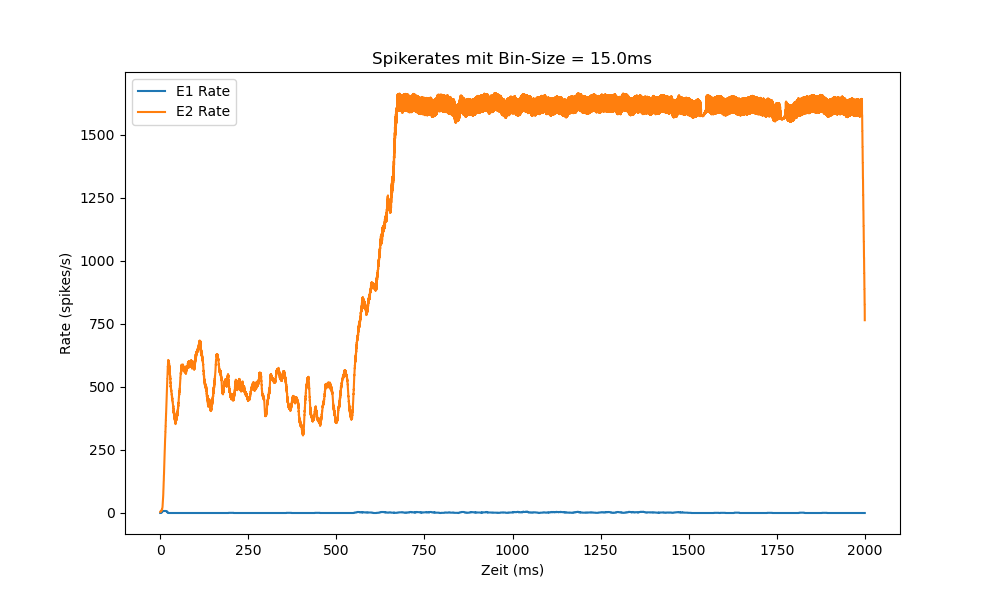 Spikerates mit Bin-Size = 15.0ms
E1 Rate
E2 Rate
1500
1250
1000
750
500
250
0
Rate (spikes/s)
0 250 500 750 1000 1250 1500 1750 2000
Zeit (ms)